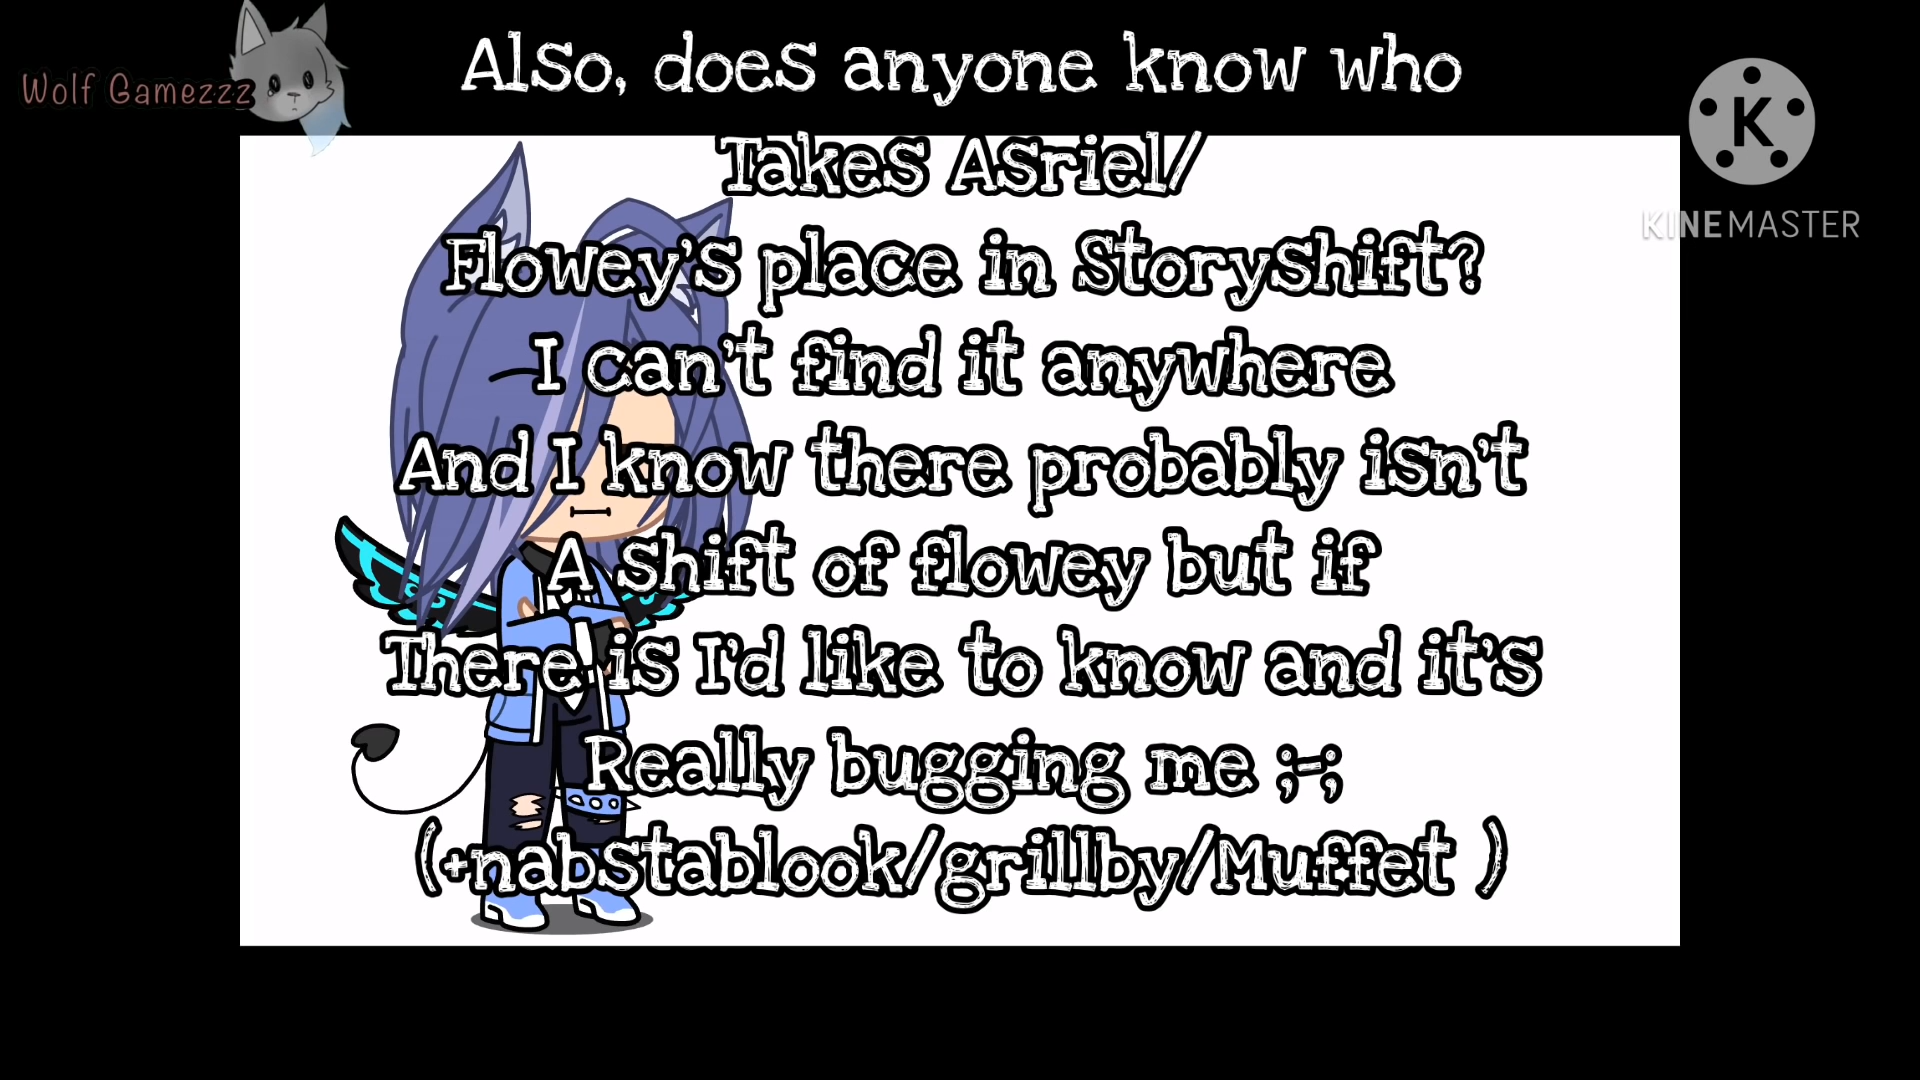 Wolf Gamezzz
Also, does anyone know who
Takes Asriel/
Flowey's place in Storyshift?
I can't find it anywhere
And I know there probably isn't
A shift of flowey but if
There is I'd like to know and it's
Really bugging me ;-;
(+nabstablook/grillby/Muffet )
K
KINEMASTER